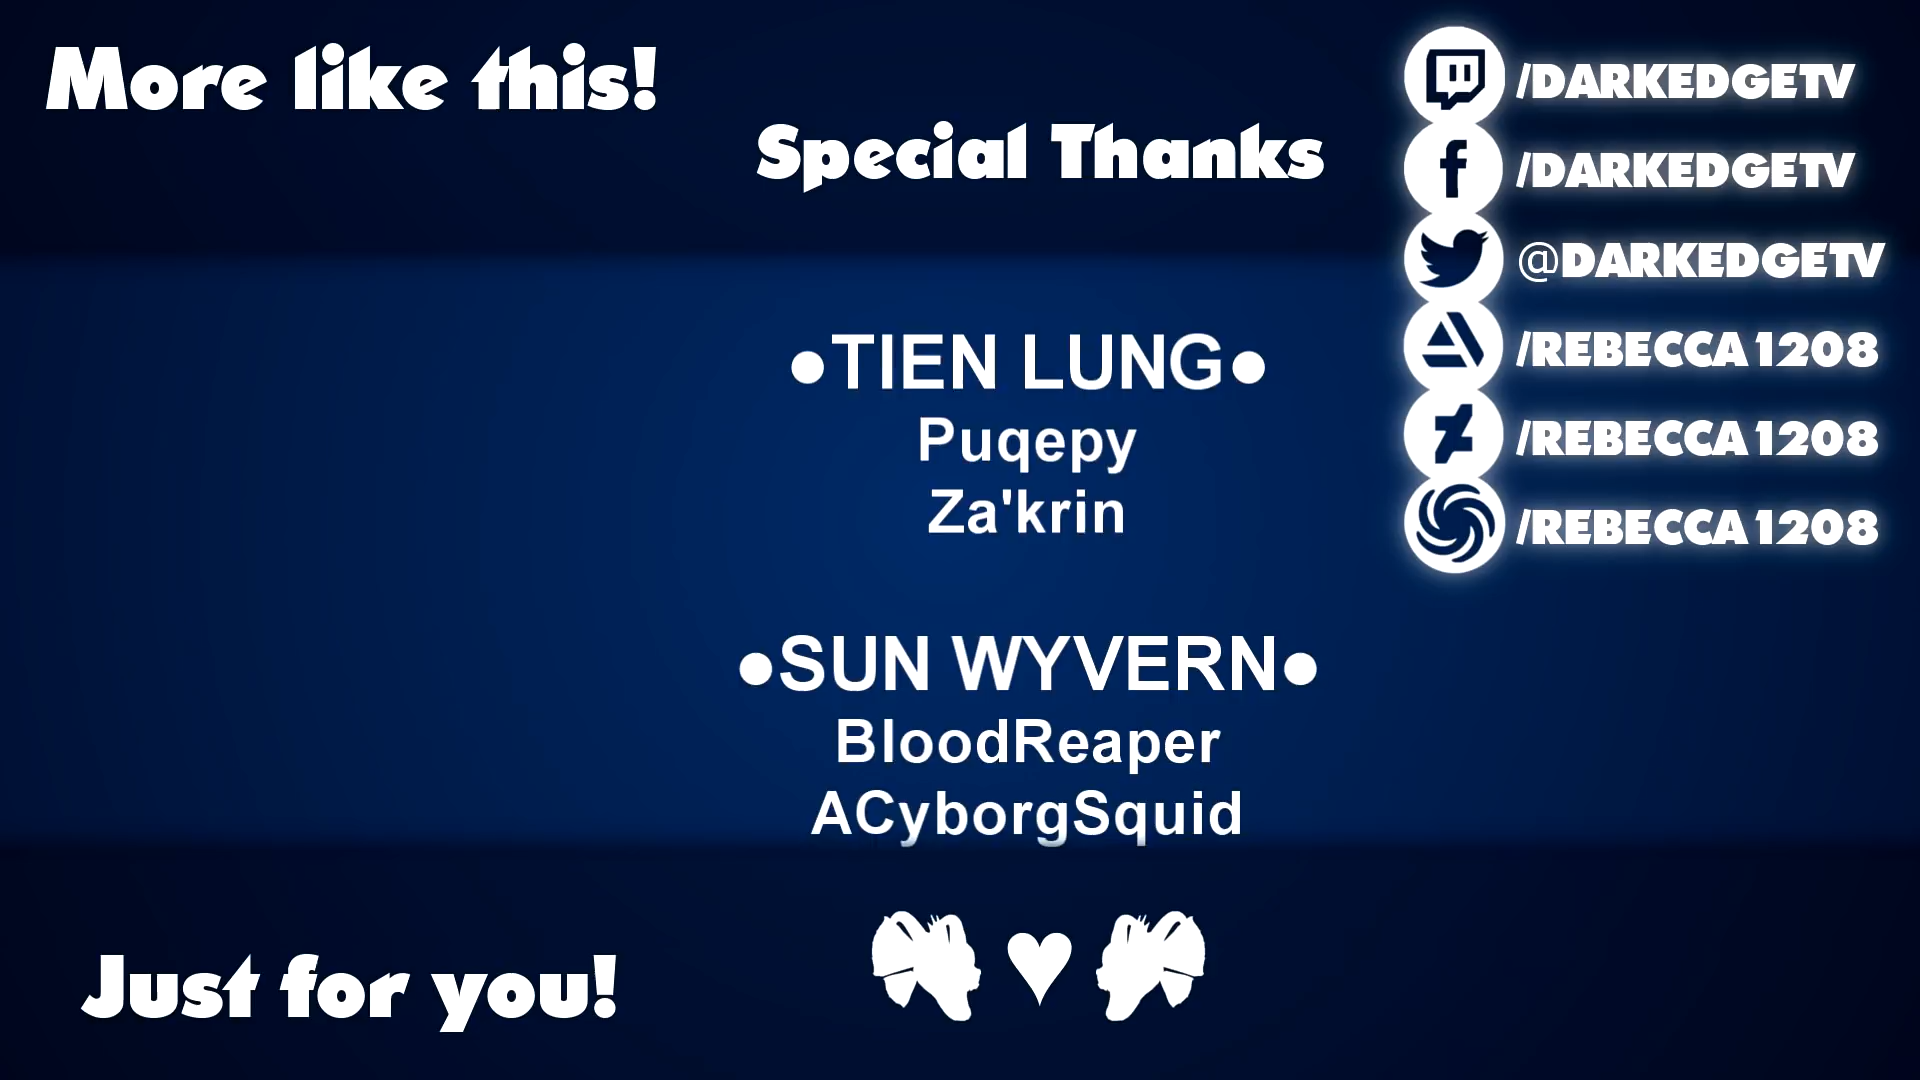 More like this!
Special Thanks
●TIEN LUNG●
Puqepy
Za'krin
●SUN WYVERN●
BloodReaper
ACyborgSquid
♥
Just for you!
/DARKEDGETV
/DARKEDGETV
@DARKEDGETV
/REBECCA1208
/REBECCA1208
/REBECCA1208